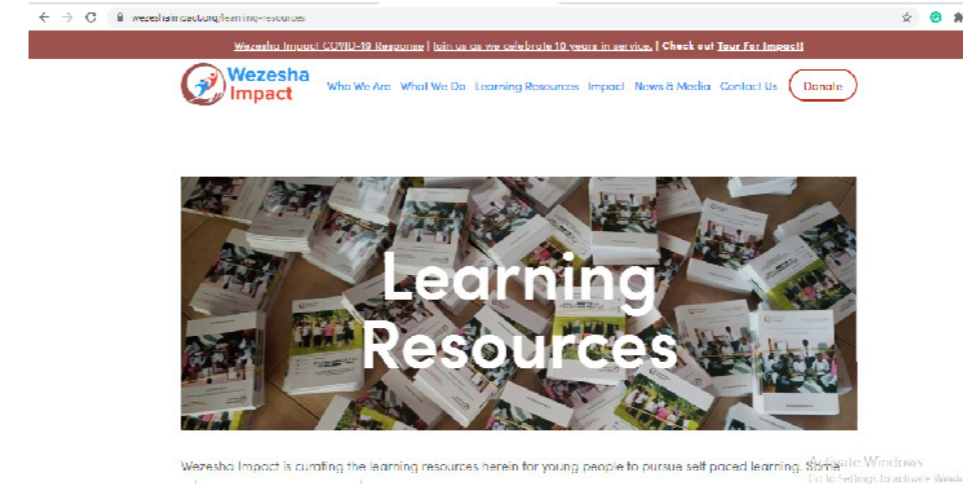 wezeshaimpact.org/learning-resources
Wezesha Impact COVID-19 Response | Join us as we celebrate 10 years in service. | Check out Tour For Impact!
Wezesha
Impact
Who We Are What We Do Learning Resources Impact News & Media Contact Us Donate
Learning
Resources
Wezesha Impact is curating the learning resources herein for young people to pursue self paced learning. Some
Activate Windows
Go to Settings to activate Windows